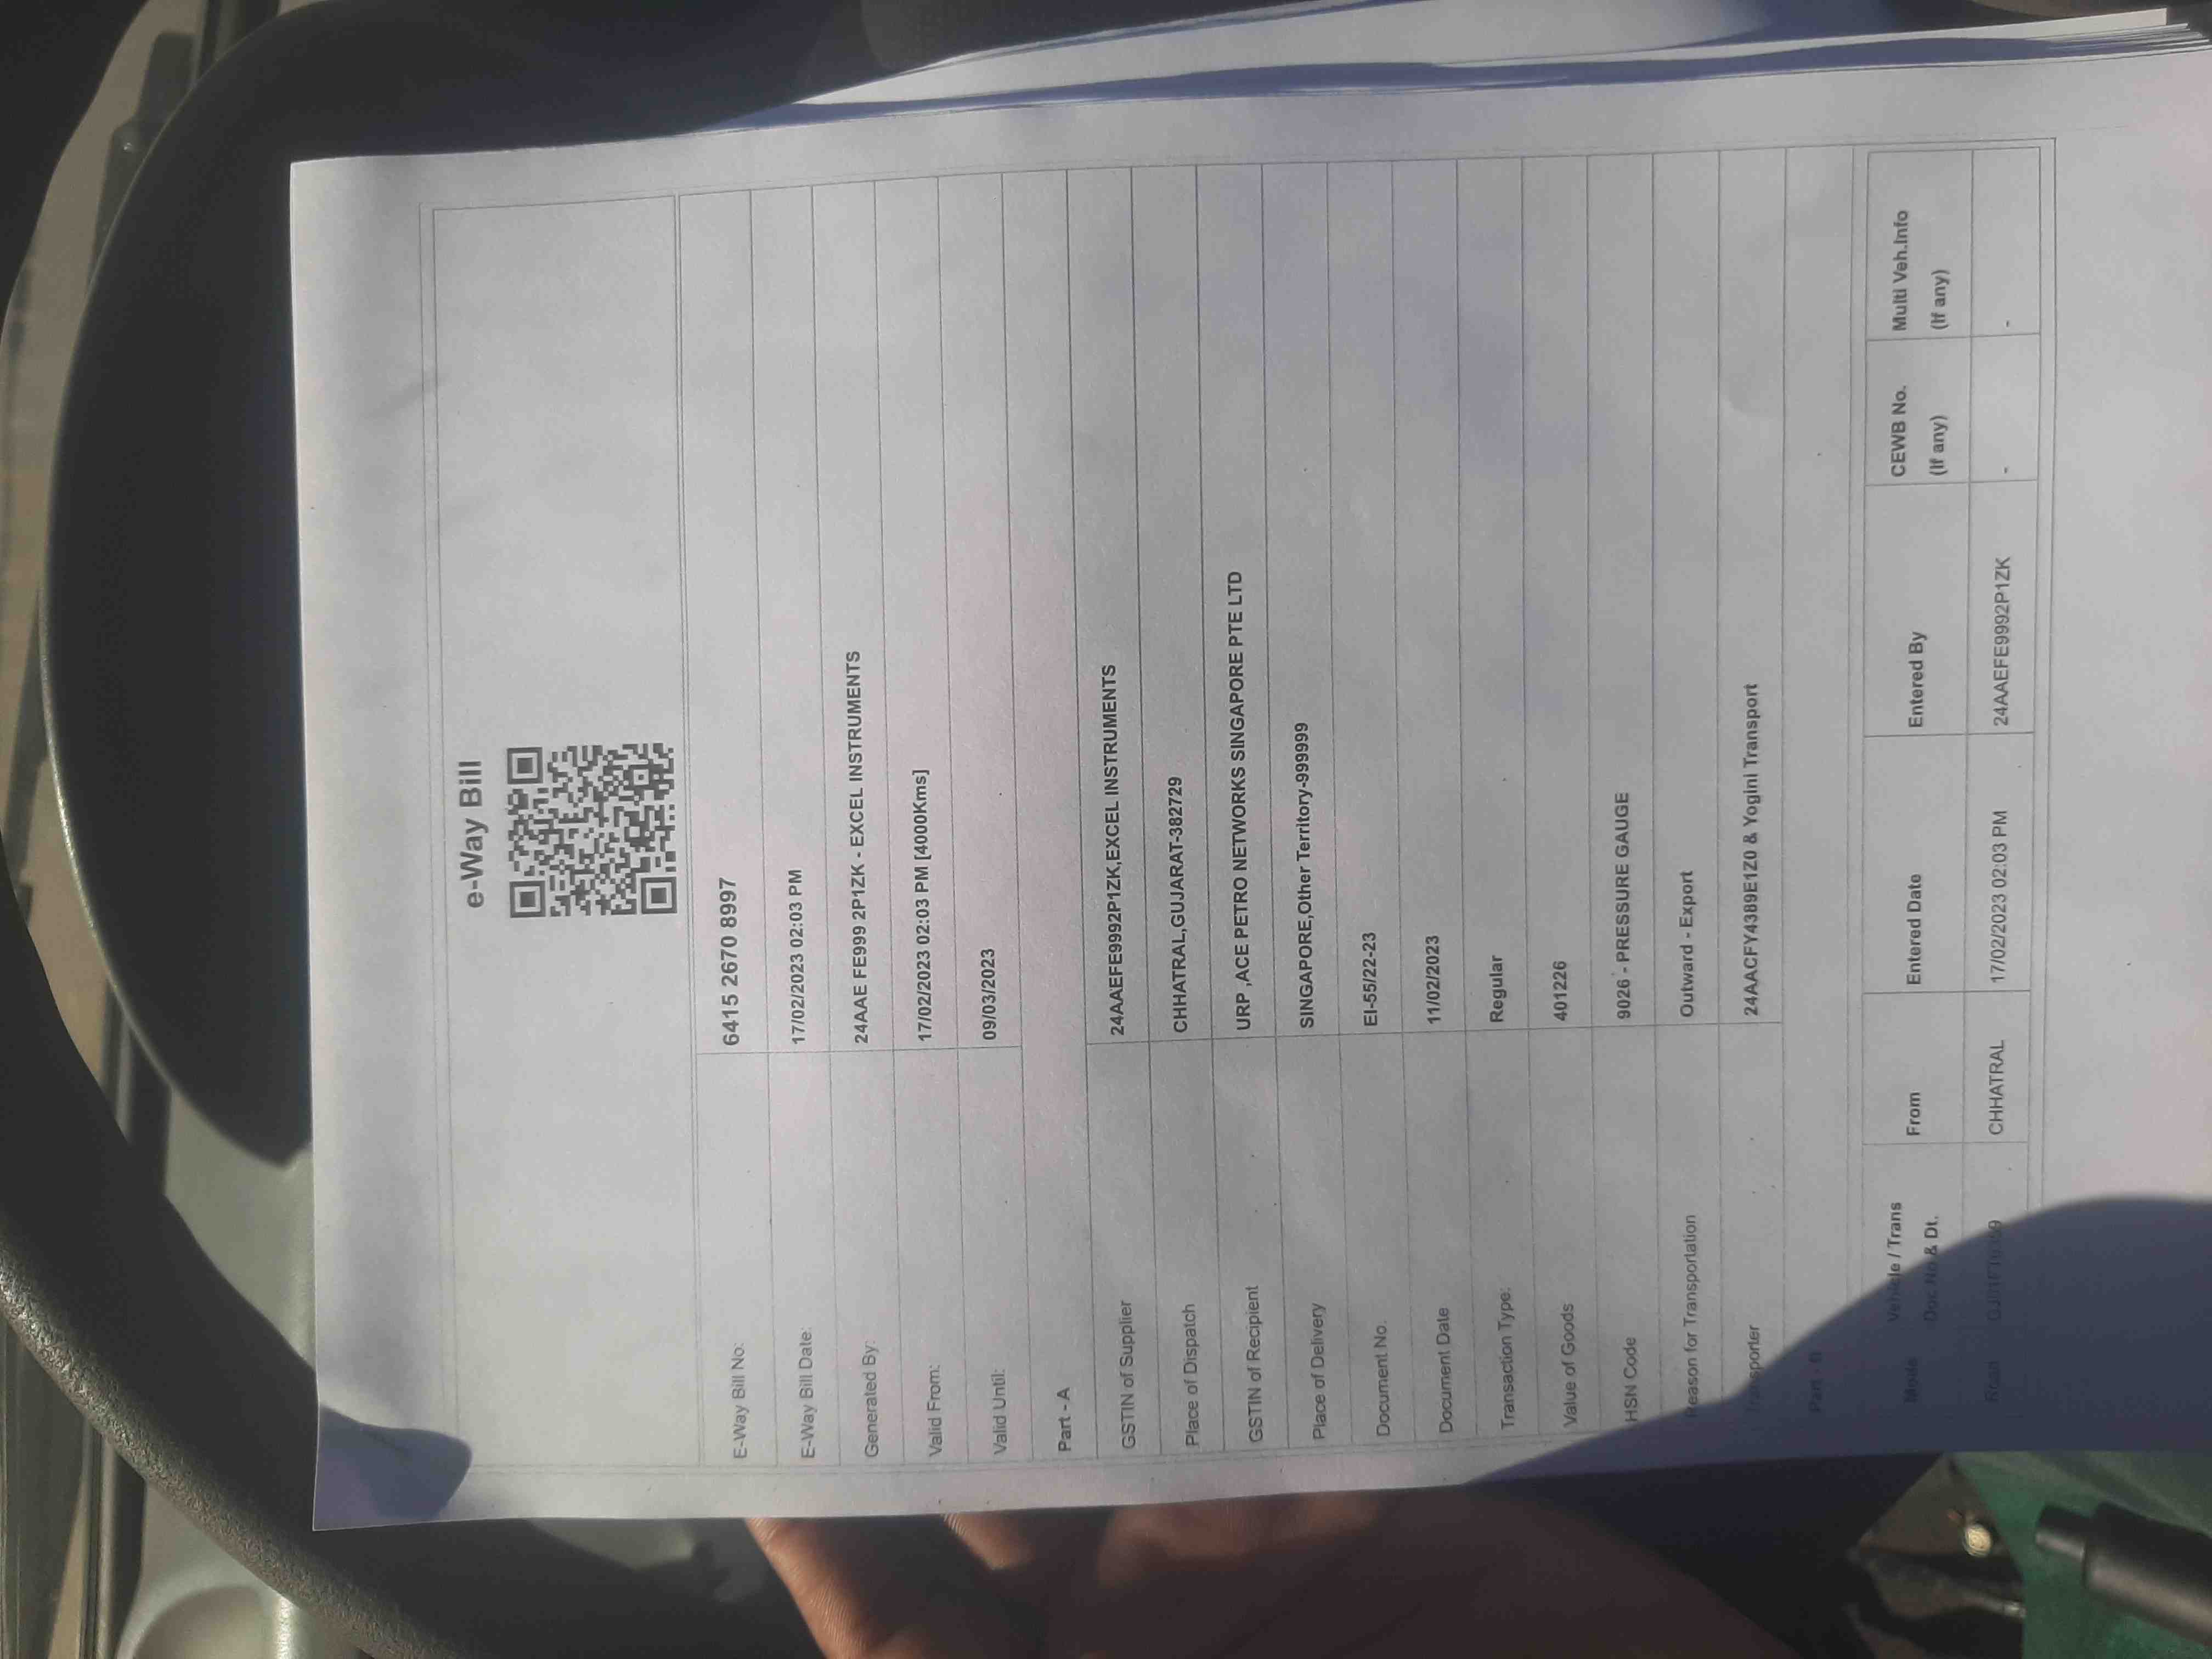 e-Way Bill
E-Way Bill No: 6415 2670 8997
E-Way Bill Date: 17/02/2023 02:03 PM
Generated By: 24AAE FE999 2P1ZK - EXCEL INSTRUMENTS
Valid From: 17/02/2023 02:03 PM [4000Kms]
Valid Until: 09/03/2023
Part - A
GSTIN of Supplier 24AAEFE9992P1ZK,EXCEL INSTRUMENTS
Place of Dispatch CHHATRAL,GUJARAT-382729
GSTIN of Recipient URP ,ACE PETRO NETWORKS SINGAPORE PTE LTD
Place of Delivery SINGAPORE,Other Territory-999999
Document No. EI-55/22-23
Document Date 11/02/2023
Transaction Type: Regular
Value of Goods 401226
HSN Code 9026 - PRESSURE GAUGE
Reason for Transportation Outward - Export
Transporter 24AACFY4389E1Z0 & Yogini Transport
Part - B
Mode Vehicle / Trans Doc No & Dt. From Entered Date Entered By CEWB No. (If any) Multi Veh.Info (If any)
Road CHHATRAL 17/02/2023 02:03 PM 24AAEFE9992P1ZK - -